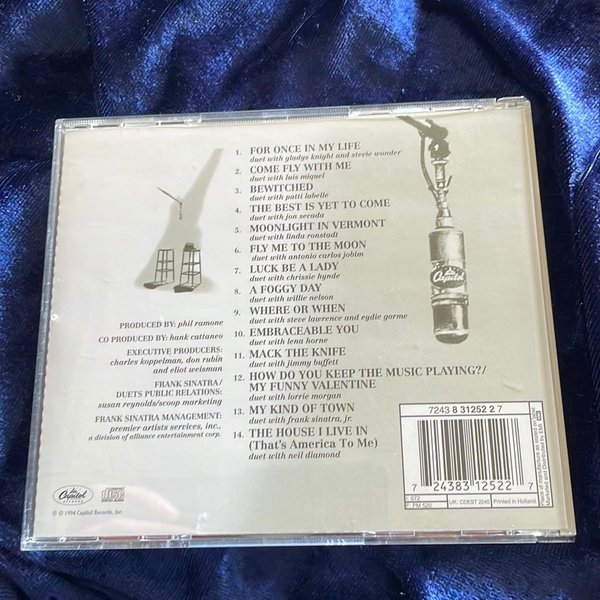 1. FOR ONCE IN MY LIFE
duet with gladys knight and stevie wonder
2. COME FLY WITH ME
duet with luis miguel
3. BEWITCHED
duet with patti labelle
4. THE BEST IS YET TO COME
duet with jon secada
5. MOONLIGHT IN VERMONT
duet with linda ronstadt
6. FLY ME TO THE MOON
duet with antonio carlos jobim
7. LUCK BE A LADY
duet with chrissie hynde
8. A FOGGY DAY
duet with willie nelson
9. WHERE OR WHEN
duet with steve lawrence and eydie gorme
10. EMBRACEABLE YOU
duet with lena horne
11. MACK THE KNIFE
duet with jimmy buffett
12. HOW DO YOU KEEP THE MUSIC PLAYING?/
MY FUNNY VALENTINE
duet with lorrie morgan
13. MY KIND OF TOWN
duet with frank sinatra, jr.
14. THE HOUSE I LIVE IN
(That's America To Me)
duet with neil diamond
PRODUCED BY: phil ramone
CO PRODUCED BY: hank cattaneo
EXECUTIVE PRODUCERS:
charles koppelman, don rubin
and eliot weisman
FRANK SINATRA/
DUETS PUBLIC RELATIONS:
susan reynolds/scoop marketing
FRANK SINATRA MANAGEMENT:
premier artists services, inc.,
a division of alliance entertainment corp.
Capitol
Capitol
RECORDS
COMPACT
disc
DIGITAL AUDIO
℗ © 1994 Capitol Records, Inc.
7243 8 31252 2 7
7 24383 12522 7
F: PM 520
UK: CDEST 2245
Printed in Holland.